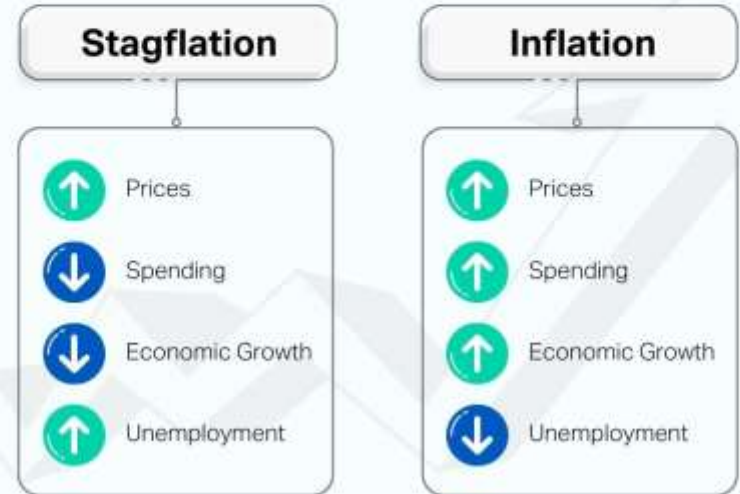 Stagflation
Prices
Spending
Economic Growth
Unemployment
Inflation
Prices
Spending
Economic Growth
Unemployment